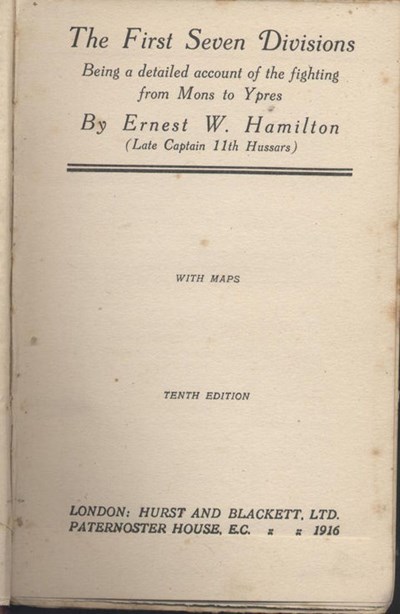 The First Seven Divisions
Being a detailed account of the fighting
from Mons to Ypres
By Ernest W. Hamilton
(Late Captain 11th Hussars)
WITH MAPS
TENTH EDITION
LONDON: HURST AND BLACKETT, LTD.
PATERNOSTER HOUSE, E.C. : : 1916